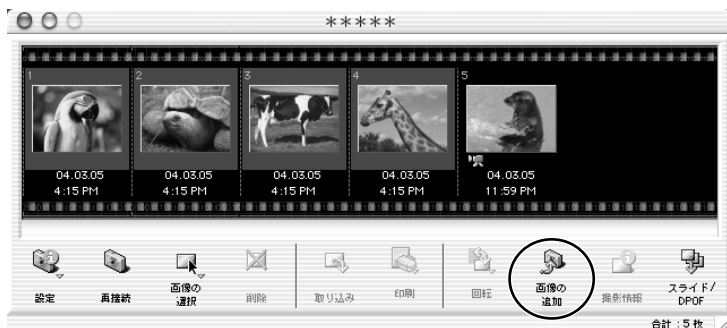 *****
1
2
3
4
5
04.03.05
4:15 PM
04.03.05
4:15 PM
04.03.05
4:15 PM
04.03.05
4:15 PM
04.03.05
11:59 PM
設定
再接続
画像の
選択
削除
取り込み
印刷
回転
画像の
追加
撮影情報
スライド/
DPOF
合計:5 枚